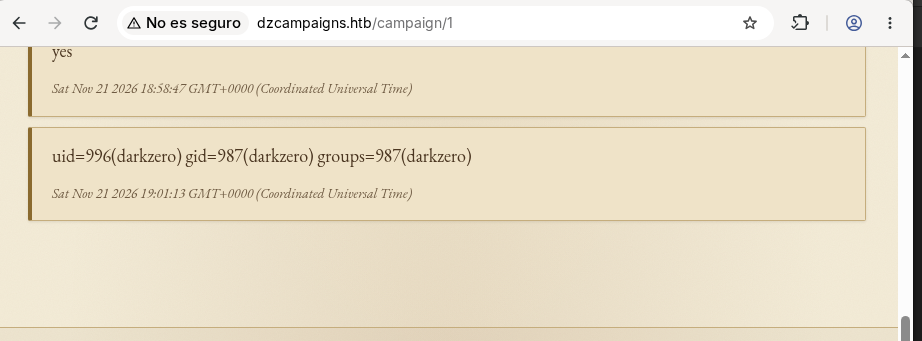 No es seguro dzcampaigns.htb/campaign/1
yes
Sat Nov 21 2026 18:58:47 GMT+0000 (Coordinated Universal Time)
uid=996(darkzero) gid=987(darkzero) groups=987(darkzero)
Sat Nov 21 2026 19:01:13 GMT+0000 (Coordinated Universal Time)